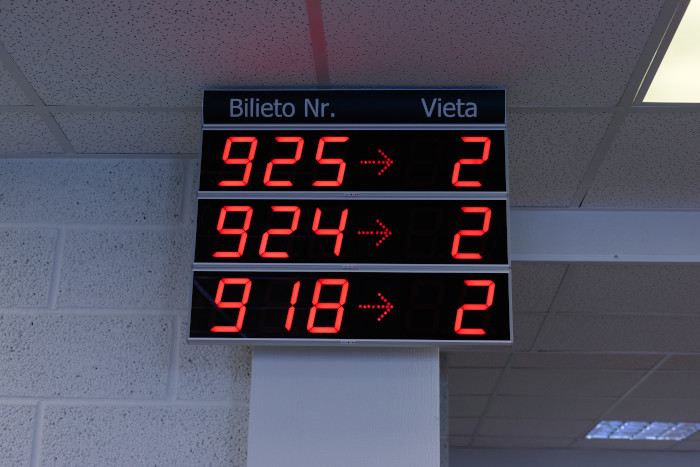 Bilieto Nr. Vieta
925 → 2
924 → 2
918 → 2